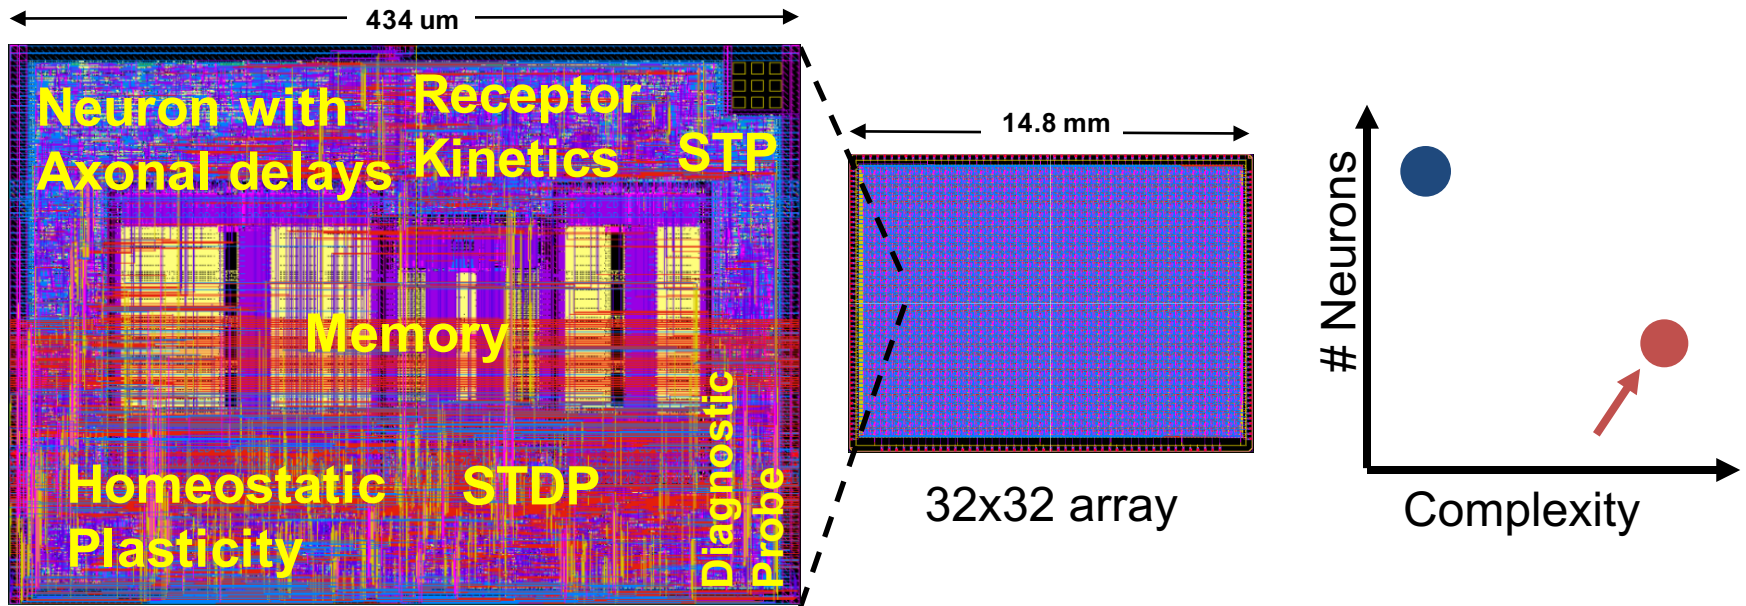 434 um
Neuron with
Axonal delays
Receptor
Kinetics
STP
Memory
Homeostatic
Plasticity
STDP
Diagnostic
Probe
14.8 mm
32x32 array
# Neurons
Complexity